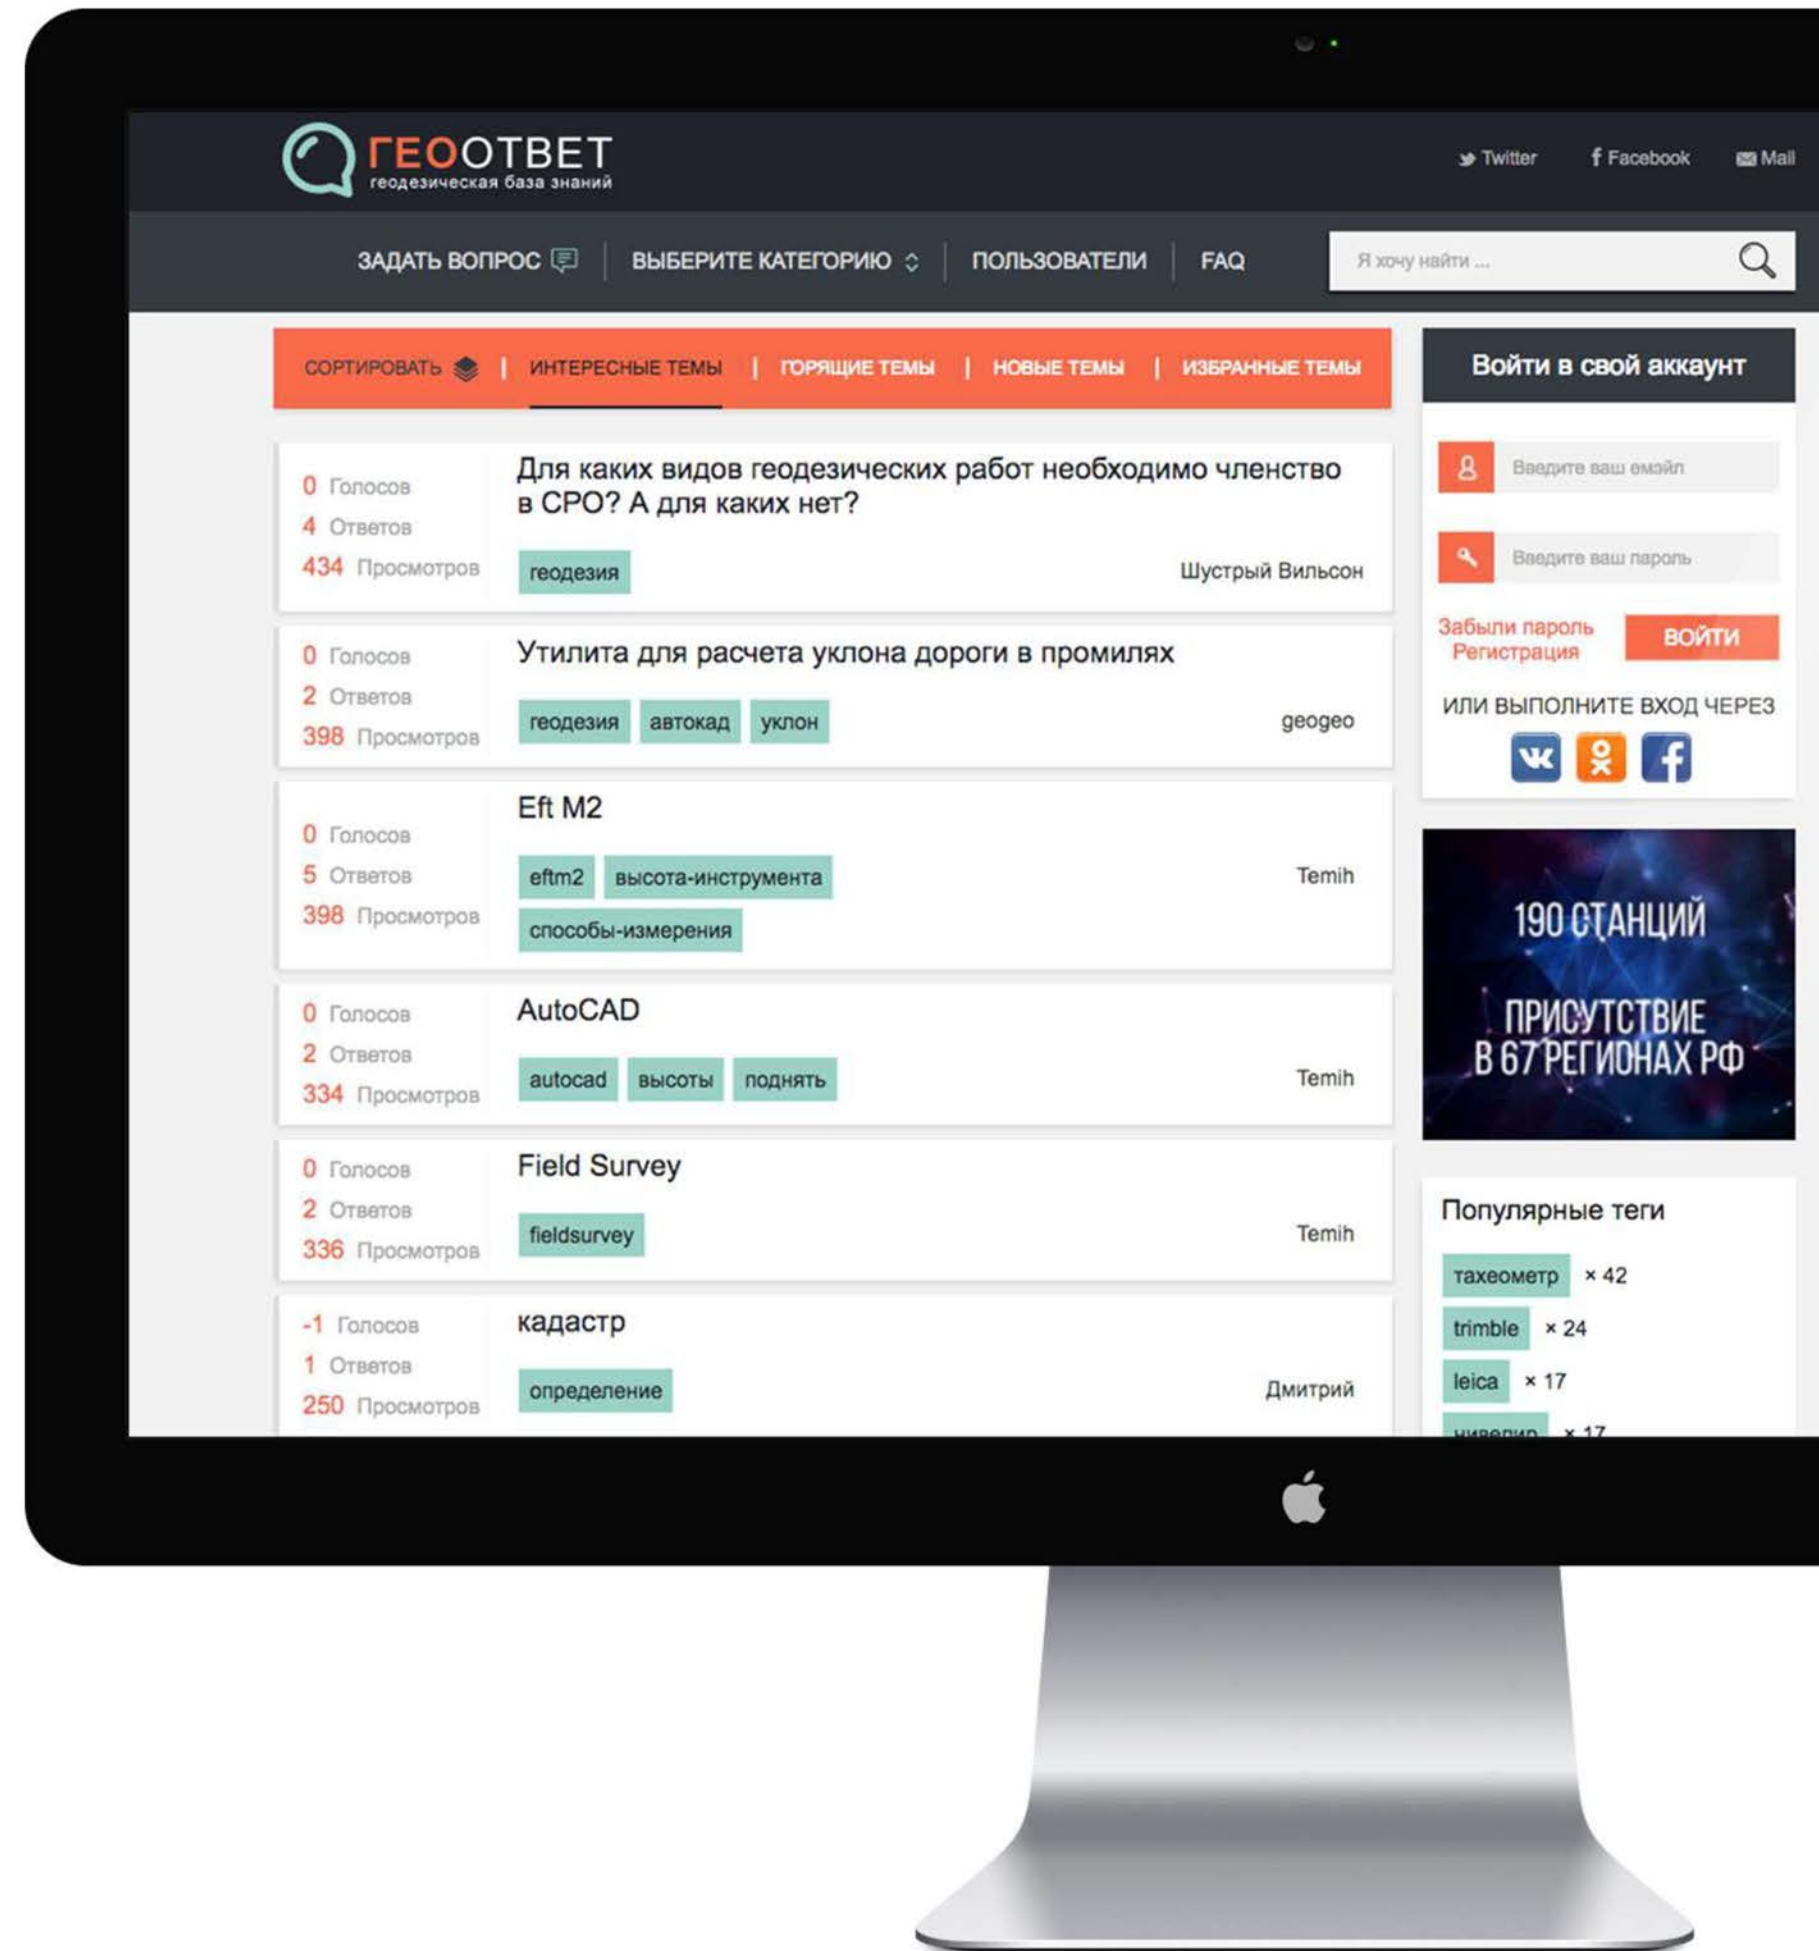 ГЕООТВЕТ
геодезическая база знаний
Twitter
Facebook
Mail
ЗАДАТЬ ВОПРОС
ВЫБЕРИТЕ КАТЕГОРИЮ
ПОЛЬЗОВАТЕЛИ
FAQ
Я хочу найти ...
СОРТИРОВАТЬ
ИНТЕРЕСНЫЕ ТЕМЫ
ГОРЯЩИЕ ТЕМЫ
НОВЫЕ ТЕМЫ
ИЗБРАННЫЕ ТЕМЫ
0 Голосов
4 Ответов
434 Просмотров
Для каких видов геодезических работ необходимо членство
в СРО? А для каких нет?
геодезия
Шустрый Вильсон
0 Голосов
2 Ответов
398 Просмотров
Утилита для расчета уклона дороги в промилях
геодезия автокад уклон
geogeo
0 Голосов
5 Ответов
398 Просмотров
Eft M2
eftm2 высота-инструмента
способы-измерения
Temih
0 Голосов
2 Ответов
334 Просмотров
AutoCAD
autocad высоты поднять
Temih
0 Голосов
2 Ответов
336 Просмотров
Field Survey
fieldsurvey
Temih
-1 Голосов
1 Ответов
250 Просмотров
кадастр
определение
Дмитрий
Войти в свой аккаунт
Введите ваш емэйл
Введите ваш пароль
Забыли пароль
Регистрация
ВОЙТИ
ИЛИ ВЫПОЛНИТЕ ВХОД ЧЕРЕЗ
190 СТАНЦИЙ
ПРИСУТСТВИЕ
В 67 РЕГИОНАХ РФ
Популярные теги
тахеометр × 42
trimble × 24
leica × 17
нивелир × 17